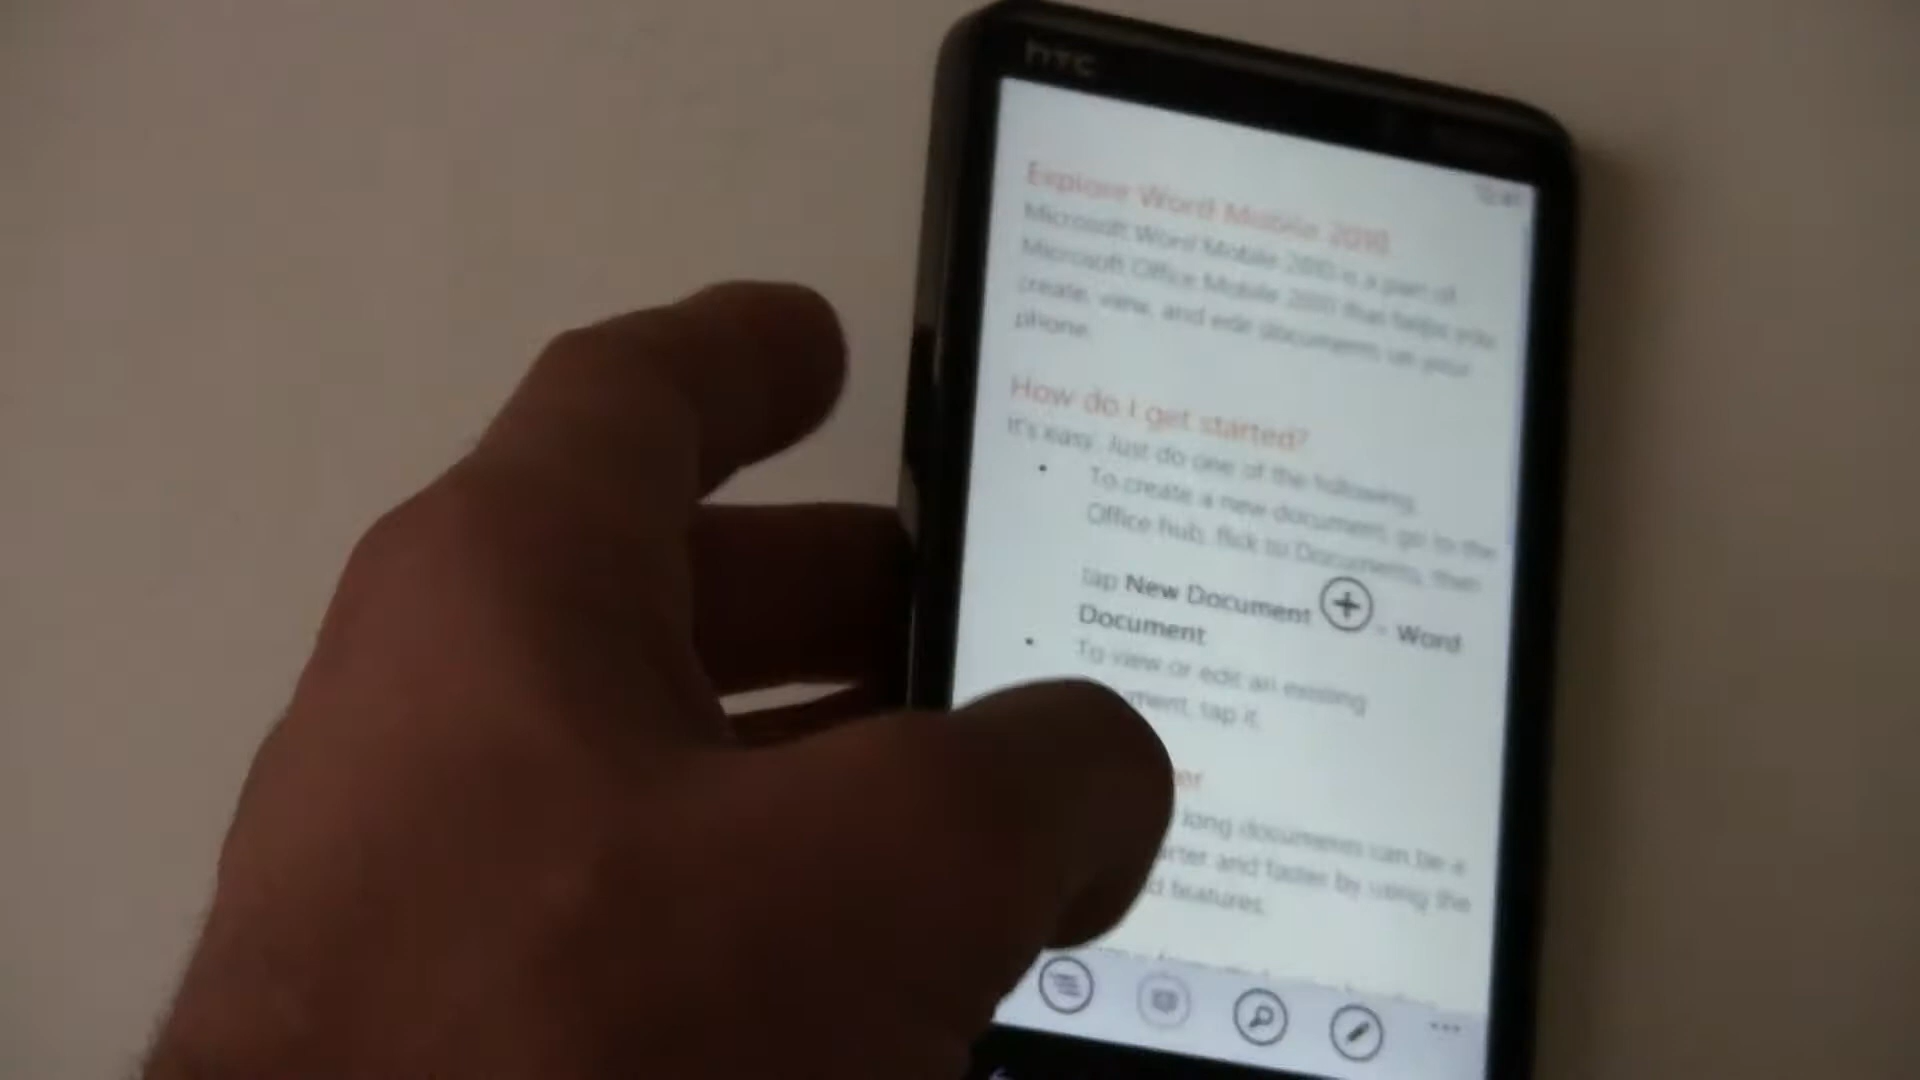 hTC
Explore Word Mobile 2010
Microsoft Word Mobile 2010 is a part of
Microsoft Office Mobile 2010 that helps you
create, view, and edit documents on your
phone.
How do I get started?
It's easy. Just do one of the following.
• To create a new document, go to the
Office hub, flick to Documents, then
tap New Document - Word
Document
• To view or edit an existing
ment, tap it.
er
long documents can be a
arter and faster by using the
d features.